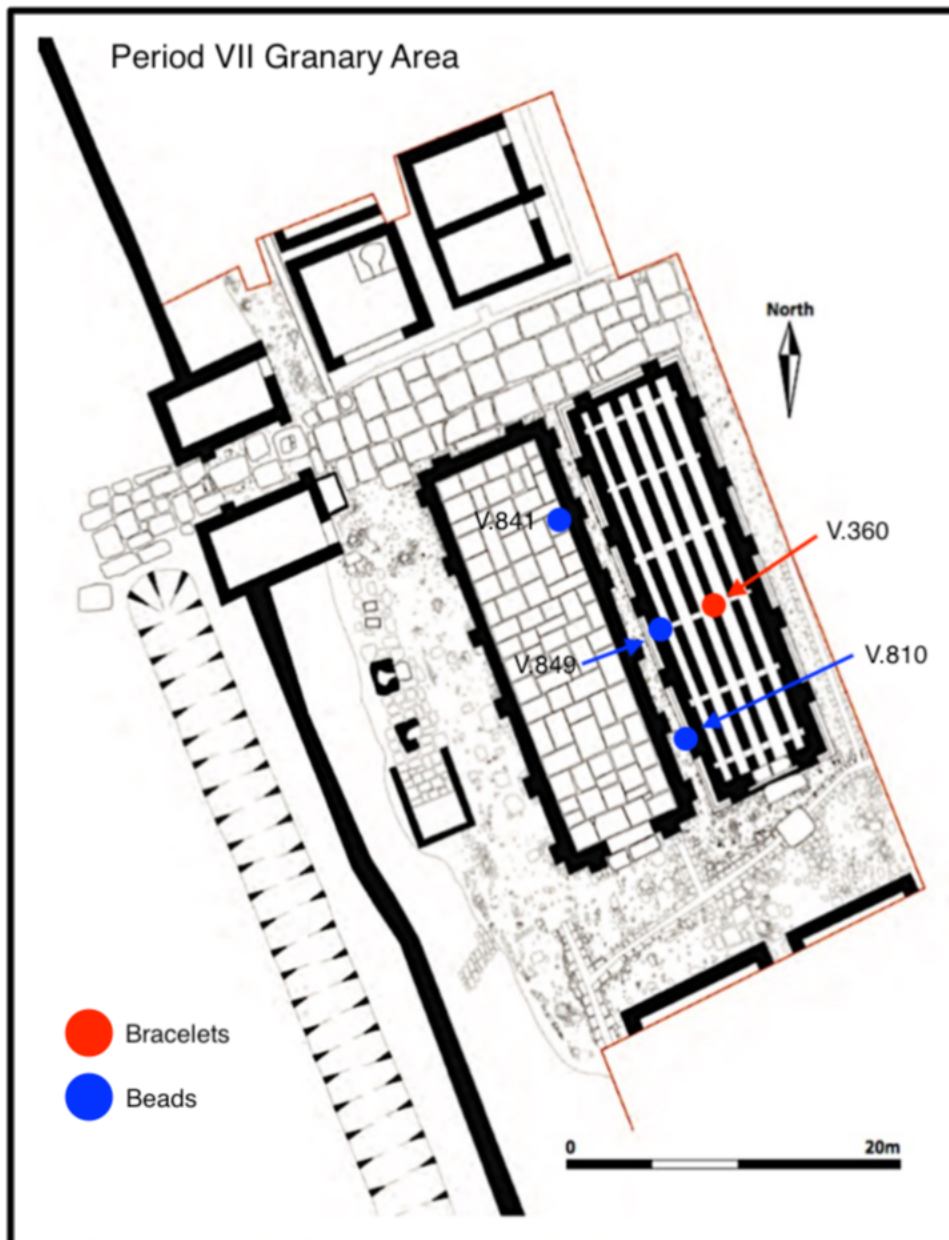 Period VII Granary Area
North
V.841
V.360
V.849
V.810
Bracelets
Beads
0 20m